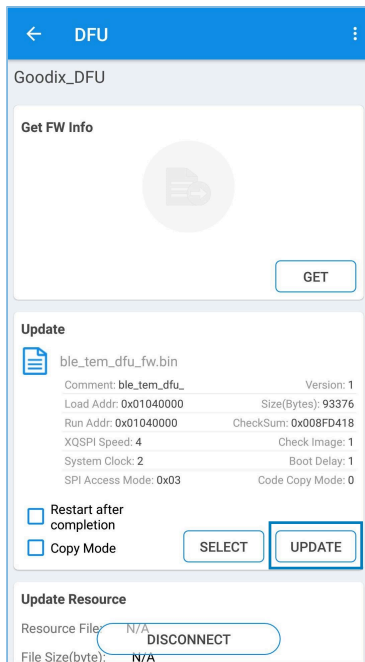 DFU
Goodix_DFU
Get FW Info
GET
Update
ble_tem_dfu_fw.bin
Comment: ble_tem_dfu_ Version: 1
Load Addr: 0x01040000 Size(Bytes): 93376
Run Addr: 0x01040000 CheckSum: 0x008FD418
XQSPI Speed: 4 Check Image: 1
System Clock: 2 Boot Delay: 1
SPI Access Mode: 0x03 Code Copy Mode: 0
Restart after
completion
Copy Mode
SELECT UPDATE
Update Resource
Resource File: N/A
DISCONNECT
File Size(byte): N/A